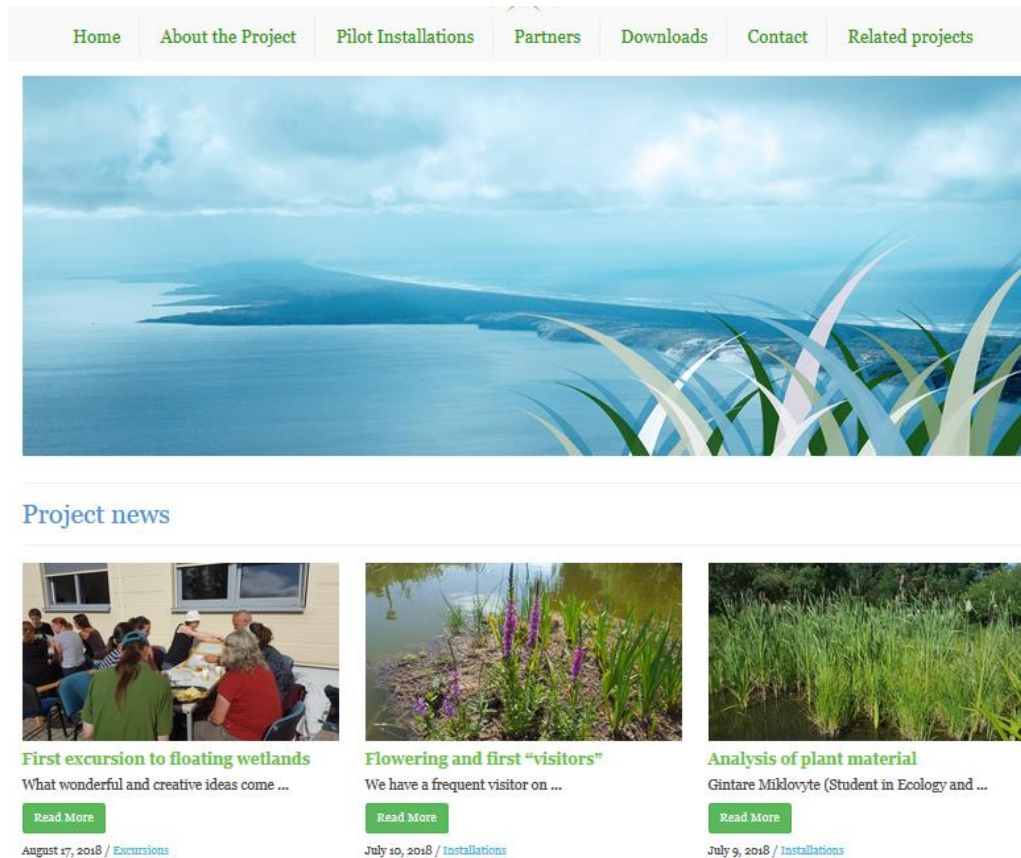 Home About the Project Pilot Installations Partners Downloads Contact Related projects
Project news
First excursion to floating wetlands
What wonderful and creative ideas come ...
Read More
August 17, 2018 / Excursions
Flowering and first “visitors”
We have a frequent visitor on ...
Read More
July 10, 2018 / Installations
Analysis of plant material
Gintare Miklovyte (Student in Ecology and ...
Read More
July 9, 2018 / Installations